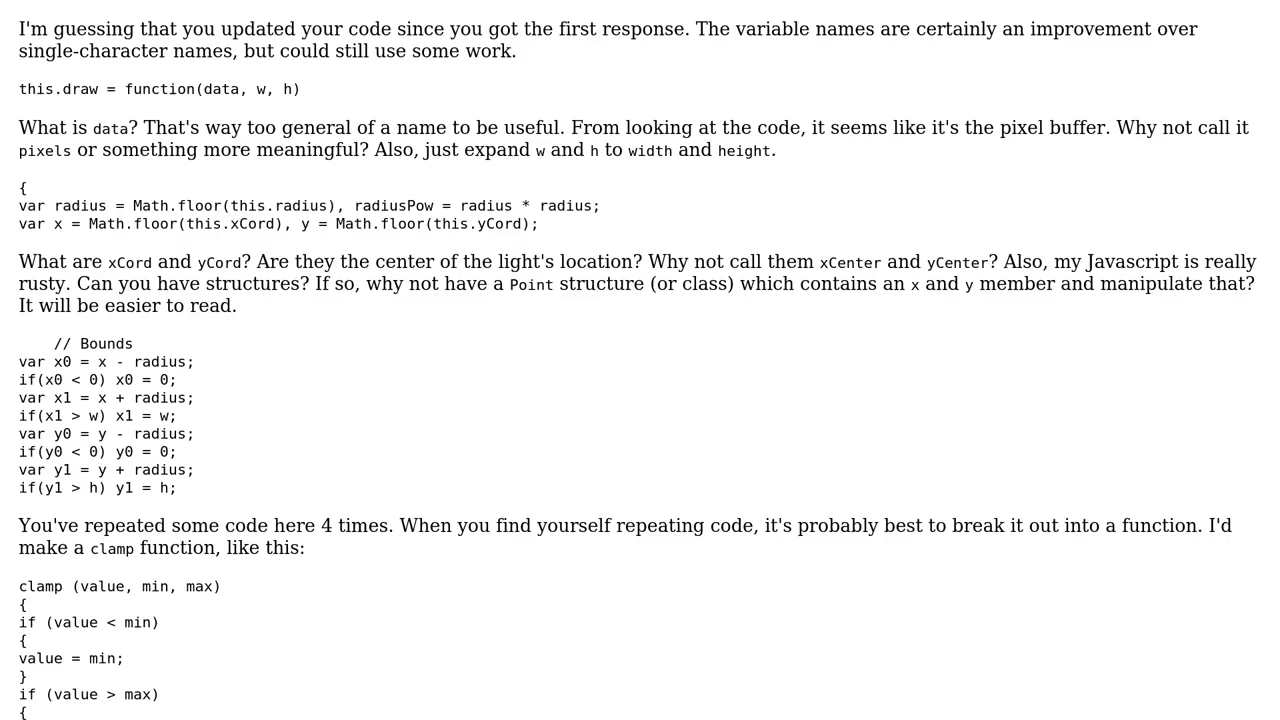 I'm guessing that you updated your code since you got the first response. The variable names are certainly an improvement over
single-character names, but could still use some work.
this.draw = function(data, w, h)
What is data? That's way too general of a name to be useful. From looking at the code, it seems like it's the pixel buffer. Why not call it
pixels or something more meaningful? Also, just expand w and h to width and height.
{
var radius = Math.floor(this.radius), radiusPow = radius * radius;
var x = Math.floor(this.xCord), y = Math.floor(this.yCord);
What are xCord and yCord? Are they the center of the light's location? Why not call them xCenter and yCenter? Also, my Javascript is really
rusty. Can you have structures? If so, why not have a Point structure (or class) which contains an x and y member and manipulate that?
It will be easier to read.
    // Bounds
var x0 = x - radius;
if(x0 < 0) x0 = 0;
var x1 = x + radius;
if(x1 > w) x1 = w;
var y0 = y - radius;
if(y0 < 0) y0 = 0;
var y1 = y + radius;
if(y1 > h) y1 = h;
You've repeated some code here 4 times. When you find yourself repeating code, it's probably best to break it out into a function. I'd
make a clamp function, like this:
clamp (value, min, max)
{
if (value < min)
{
value = min;
}
if (value > max)
{